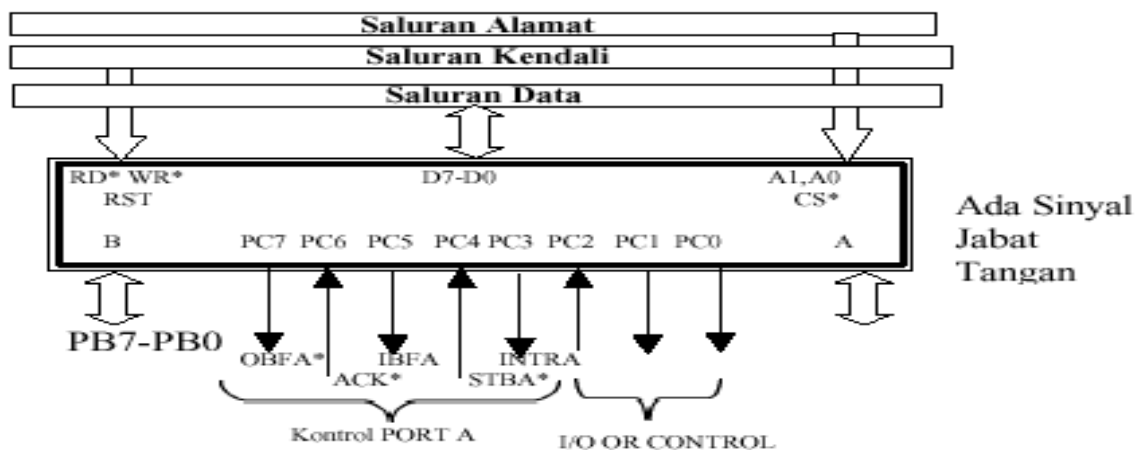 Saluran Alamat
Saluran Kendali
Saluran Data
RD* WR* D7-D0 A1,A0
RST CS*
B PC7 PC6 PC5 PC4 PC3 PC2 PC1 PC0 A
Ada Sinyal
Jabat
Tangan
PB7-PB0
OBFA* IBFA INTRA
ACK* STBA*
Kontrol PORT A
I/O OR CONTROL